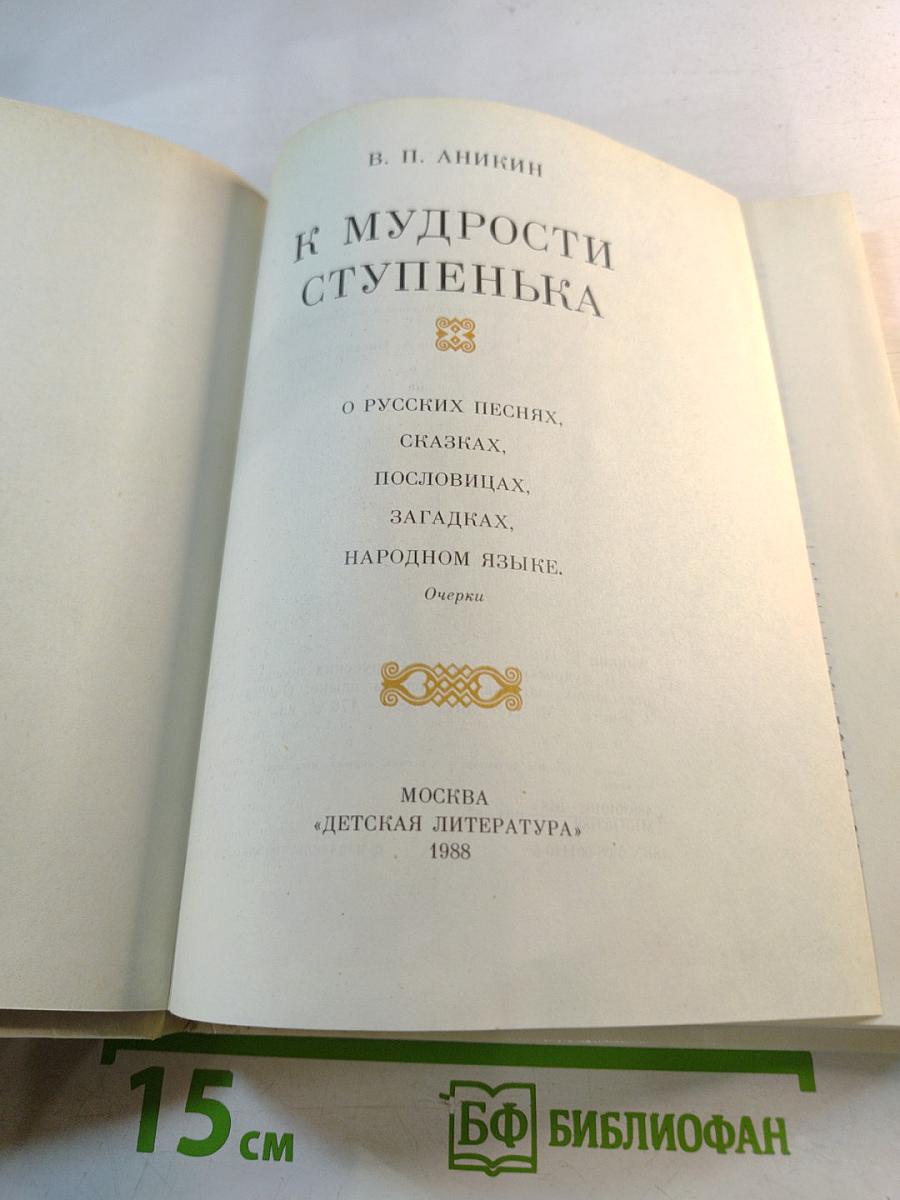 В. П. АНИКИН
К МУДРОСТИ
СТУПЕНЬКА
О РУССКИХ ПЕСНЯХ,
СКАЗКАХ,
ПОСЛОВИЦАХ,
ЗАГАДКАХ,
НАРОДНОМ ЯЗЫКЕ.
Очерки
МОСКВА
«ДЕТСКАЯ ЛИТЕРАТУРА»
1988
15 см
БФ БИБЛИОФАН